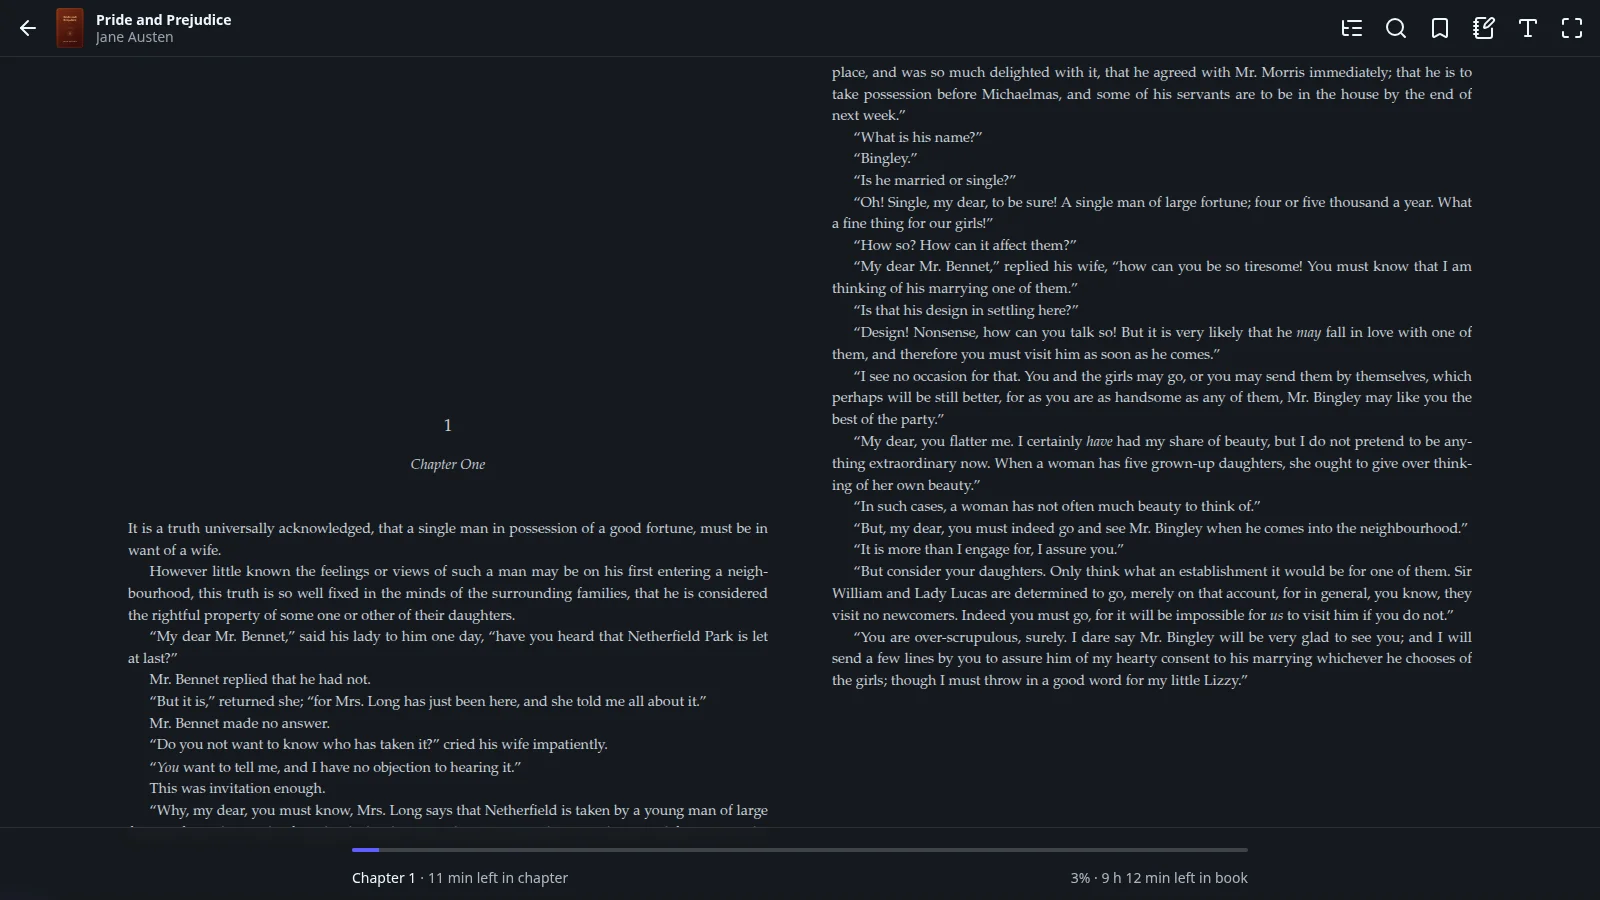 Pride and Prejudice
Jane Austen
1
Chapter One
It is a truth universally acknowledged, that a single man in possession of a good fortune, must be in
want of a wife.
However little known the feelings or views of such a man may be on his first entering a neigh-
bourhood, this truth is so well fixed in the minds of the surrounding families, that he is considered
the rightful property of some one or other of their daughters.
“My dear Mr. Bennet,” said his lady to him one day, “have you heard that Netherfield Park is let
at last?”
Mr. Bennet replied that he had not.
“But it is,” returned she; “for Mrs. Long has just been here, and she told me all about it.”
Mr. Bennet made no answer.
“Do you not want to know who has taken it?” cried his wife impatiently.
“You want to tell me, and I have no objection to hearing it.”
This was invitation enough.
“Why, my dear, you must know, Mrs. Long says that Netherfield is taken by a young man of large
place, and was so much delighted with it, that he agreed with Mr. Morris immediately; that he is to
take possession before Michaelmas, and some of his servants are to be in the house by the end of
next week.”
“What is his name?”
“Bingley.”
“Is he married or single?”
“Oh! Single, my dear, to be sure! A single man of large fortune; four or five thousand a year. What
a fine thing for our girls!”
“How so? How can it affect them?”
“My dear Mr. Bennet,” replied his wife, “how can you be so tiresome! You must know that I am
thinking of his marrying one of them.”
“Is that his design in settling here?”
“Design! Nonsense, how can you talk so! But it is very likely that he may fall in love with one of
them, and therefore you must visit him as soon as he comes.”
“I see no occasion for that. You and the girls may go, or you may send them by themselves, which
perhaps will be still better, for as you are as handsome as any of them, Mr. Bingley may like you the
best of the party.”
“My dear, you flatter me. I certainly have had my share of beauty, but I do not pretend to be any-
thing extraordinary now. When a woman has five grown-up daughters, she ought to give over think-
ing of her own beauty.”
“In such cases, a woman has not often much beauty to think of.”
“But, my dear, you must indeed go and see Mr. Bingley when he comes into the neighbourhood.”
“It is more than I engage for, I assure you.”
“But consider your daughters. Only think what an establishment it would be for one of them. Sir
William and Lady Lucas are determined to go, merely on that account, for in general, you know, they
visit no newcomers. Indeed you must go, for it will be impossible for us to visit him if you do not.”
“You are over-scrupulous, surely. I dare say Mr. Bingley will be very glad to see you; and I will
send a few lines by you to assure him of my hearty consent to his marrying whichever he chooses of
the girls; though I must throw in a good word for my little Lizzy.”
Chapter 1 · 11 min left in chapter
3% · 9 h 12 min left in book